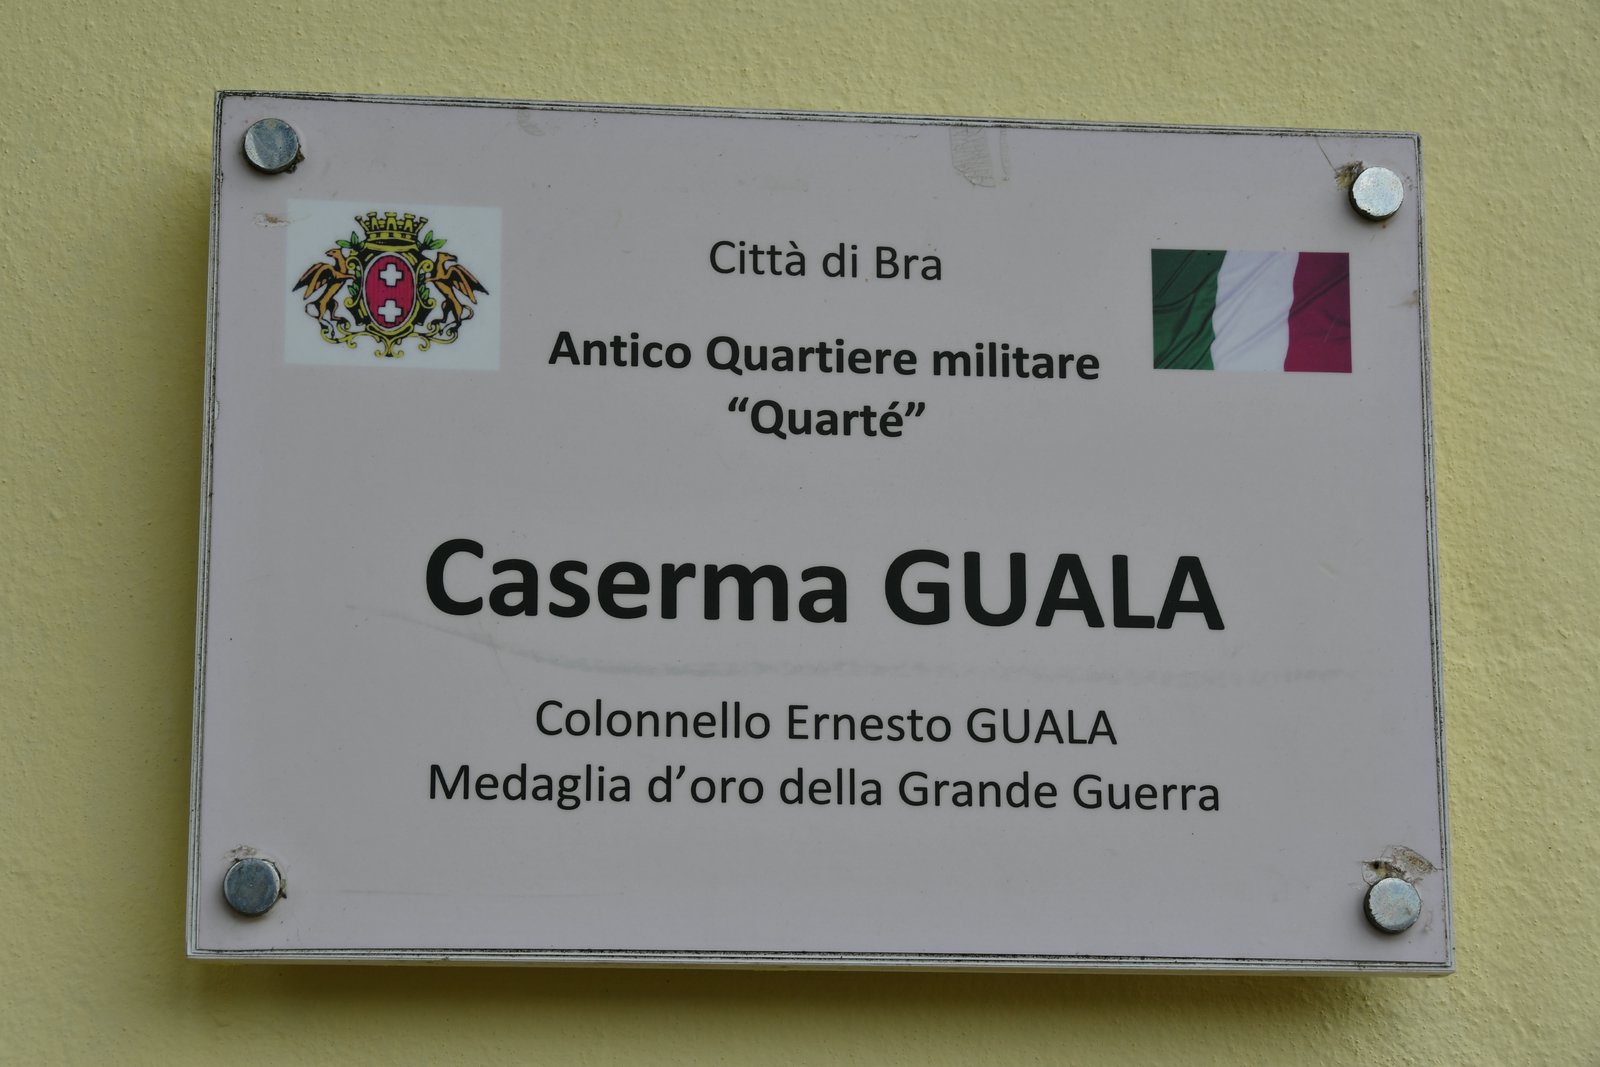 Città di Bra
Antico Quartiere militare
“Quarté”
Caserma GUALA
Colonnello Ernesto GUALA
Medaglia d’oro della Grande Guerra